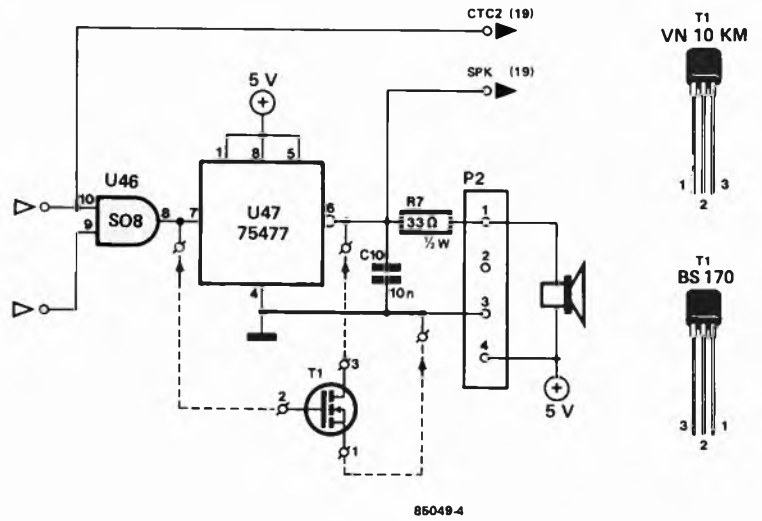 CTC2 (19)
SPK (19)
5 V
1 8 5
U46
10
9
SO8
8
7
U47
75477
6
4
R7
33 Ω
½ W
C10
10n
P2
1
2
3
4
5 V
T1
2
3
1
T1
VN 10 KM
1 2 3
T1
BS 170
3 2 1
85049-4